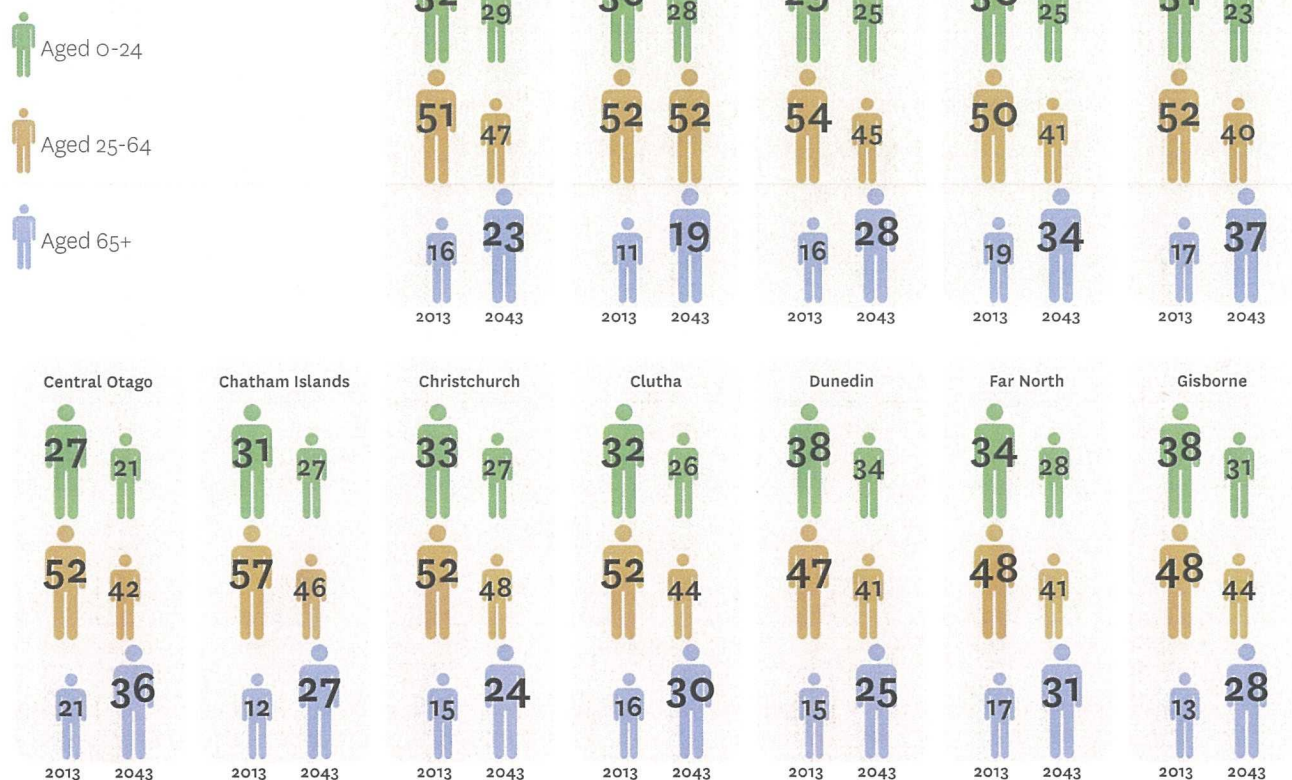 29 28 25 25 23
Aged 0-24
51 47 52 52 54 45 50 41 52 40
Aged 25-64
16 23 11 19 16 28 19 34 17 37
Aged 65+
2013 2043 2013 2043 2013 2043 2013 2043 2013 2043
Central Otago Chatham Islands Christchurch Clutha Dunedin Far North Gisborne
27 21 31 27 33 27 32 26 38 34 34 28 38 31
52 42 57 46 52 48 52 44 47 41 48 41 48 44
21 36 12 27 15 24 16 30 15 25 17 31 13 28
2013 2043 2013 2043 2013 2043 2013 2043 2013 2043 2013 2043 2013 2043